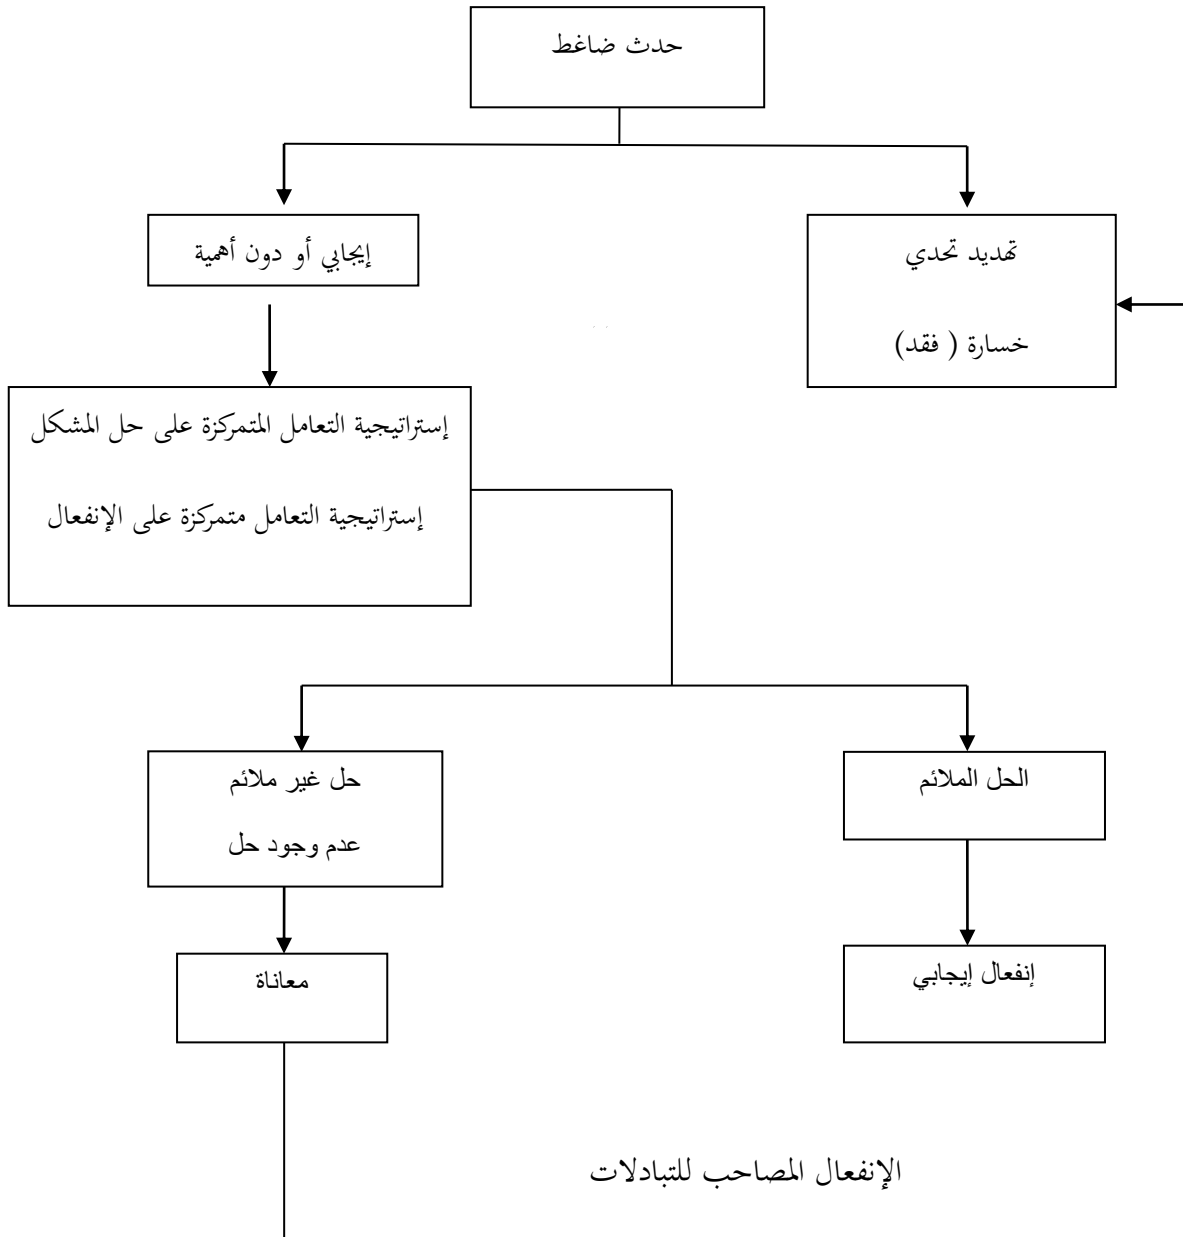 حدث ضاغط
تهديد تحدي
خسارة ( فقد)
إيجابي أو دون أهمية
إستراتيجية التعامل المتمركزة على حل المشكل
إستراتيجية التعامل متمركزة على الإنفعال
الحل الملائم
حل غير ملائم
عدم وجود حل
إنفعال إيجابي
معاناة
الإنفعال المصاحب للتبادلات